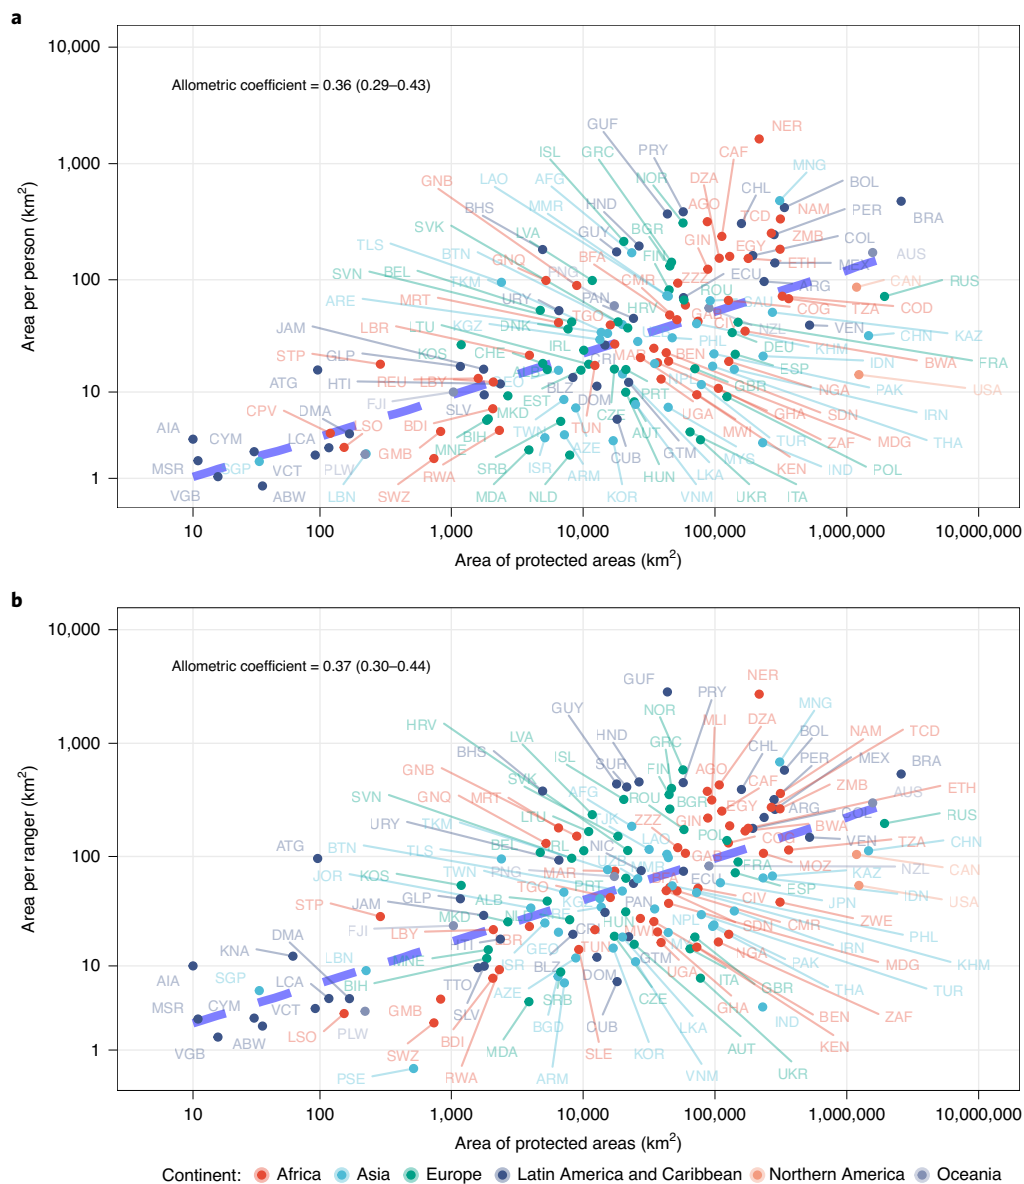 a
10,000
Allometric coefficient = 0.36 (0.29–0.43)
GUF NER
ISL GRC PRY CAF
1,000 MNG
GNB LAO AFG NOR DZA CHL BOL
BHS MMR HND AGO TCD NAM PER BRA
SVK LVA GUY BGR GIN EGY ZMB COL
TLS BTN GNQ BFA FIN ETH MEX AUS
100 SVN BEL TKM PNG CMR ZZZ ECU ARG CAN RUS
ARE MRT URY PAN HRV ROU COG TZA COD
JAM LBR LTU KGZ DNK TGO NZL VEN CHN KAZ
STP GLP KOS CHE IRL MAR BEN PHL DEU KHM IDN BWA FRA
10 ATG HTI REU LBY BLZ NPL GBR ESP NGA PAK USA
FJI SLV EST DOM PRT GHA SDN IRN
CPV DMA MKD CZE UGA
AIA CYM LCA LSO BDI BIH TWN TUN AUT MWI TUR ZAF MDG THA
MSR SGP VCT PLW GMB MNE AZE CUB GTM MYS KEN IND POL
1 RWA SRB ISR ARM HUN LKA
VGB ABW LBN SWZ MDA NLD KOR VNM UKR ITA
10 100 1,000 10,000 100,000 1,000,000 10,000,000
Area of protected areas (km²)
Area per person (km²)
b
10,000
Allometric coefficient = 0.37 (0.30–0.44)
GUF PRY NER
GUY NOR MLI DZA MNG
HRV LVA HND GRC CHL BOL NAM TCD
1,000 BHS ISL SUR FIN AGO CAF PER MEX BRA
GNB SVK AFG ROU BGR EGY ARG ZMB ETH
SVN GNQ MRT LTU ZZZ GIN COL AUS RUS
URY TKM POL BWA
ATG BTN TLS BEL NIC LAO VEN TZA CHN
100 JOR KOS TWN PNG MAR MMR ECU FRA MOZ KAZ NZL CAN
STP JAM GLP ALB TGO PRT PAN ESP JPN IDN USA
FJI LBY MKD HUN CIV ZWE
KNA DMA LBN MNE HTI GEO TUN NPL SDN CMR IRN PHL
10 AIA SGP LCA BIH ISR BLZ GTM NGA PAK MDG KHM
MSR CYM VCT TTO AZE SRB DOM UGA ITA GBR THA TUR
GMB SLV CZE GHA IND BEN ZAF
1 VGB ABW LSO PLW BDI BGD CUB LKA
SWZ MDA SLE KOR AUT KEN
PSE RWA ARM VNM UKR
10 100 1,000 10,000 100,000 1,000,000 10,000,000
Area of protected areas (km²)
Area per ranger (km²)
Continent: Africa Asia Europe Latin America and Caribbean Northern America Oceania